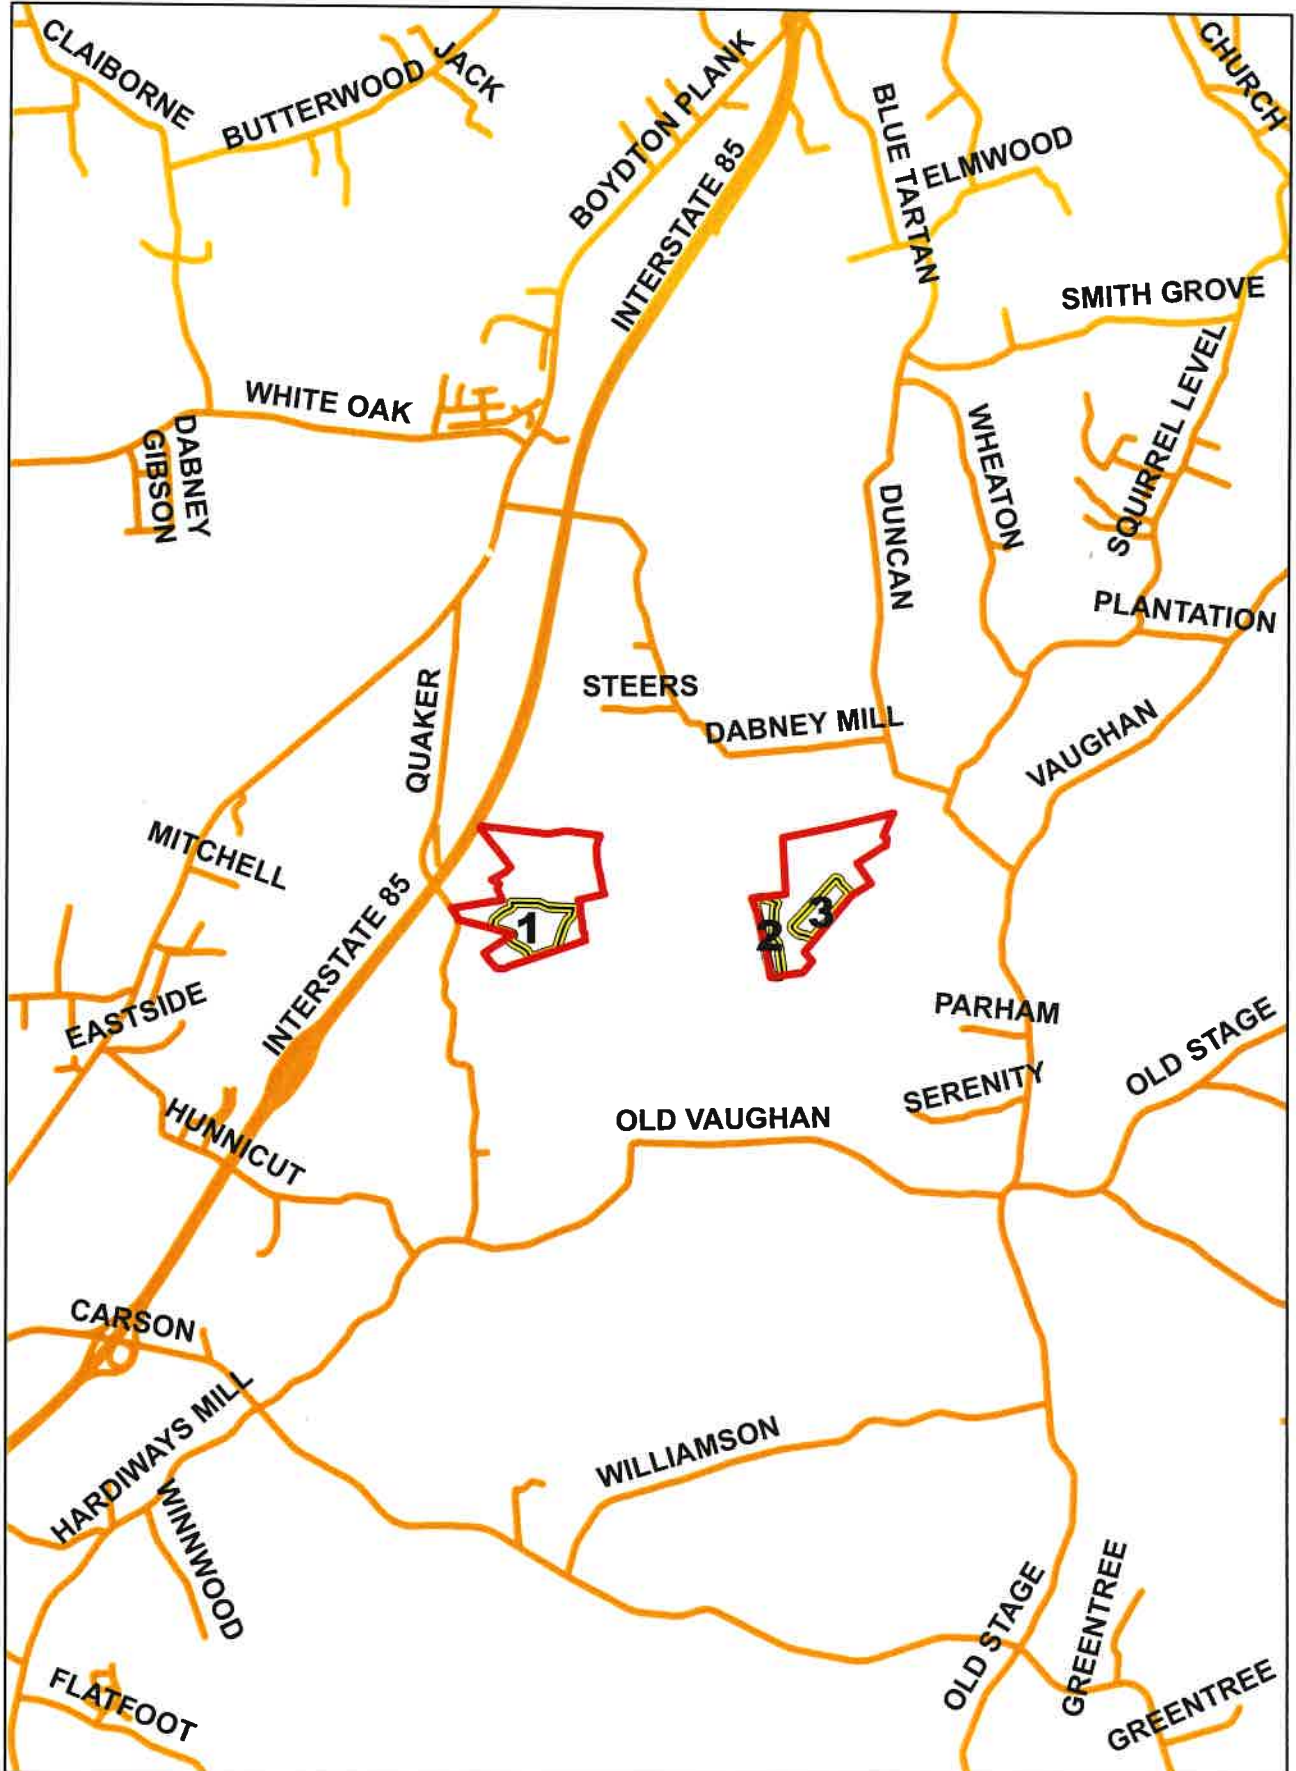 CLAIBORNE
BUTTERWOOD
JACK
BOYDTON PLANK
INTERSTATE 85
BLUE TARTAN
ELMWOOD
CHURCH
SMITH GROVE
SQUIRREL LEVEL
WHITE OAK
DABNEY
GIBSON
WHEATON
DUNCAN
PLANTATION
QUAKER
STEERS
DABNEY MILL
VAUGHAN
MITCHELL
INTERSTATE 85
1
2
3
EASTSIDE
PARHAM
OLD STAGE
SERENITY
HUNNICUT
OLD VAUGHAN
CARSON
HARDIWAYS MILL
WILLIAMSON
WINNWOOD
OLD STAGE
GREENTREE
GREENTREE
FLATFOOT